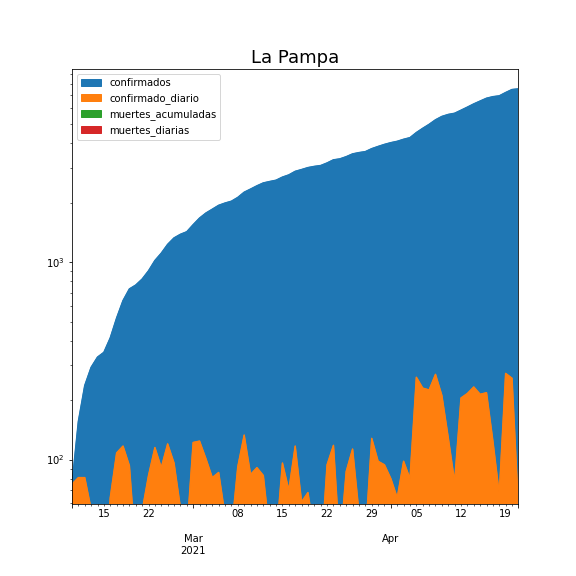 La Pampa
confirmados
confirmado_diario
muertes_acumuladas
muertes_diarias
10³
10²
15 22 08 15 22 29 05 12 19
Mar Apr
2021